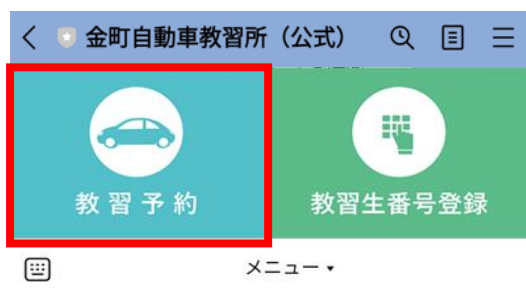 金町自動車教習所（公式）
教習予約
教習生番号登録
メニュー